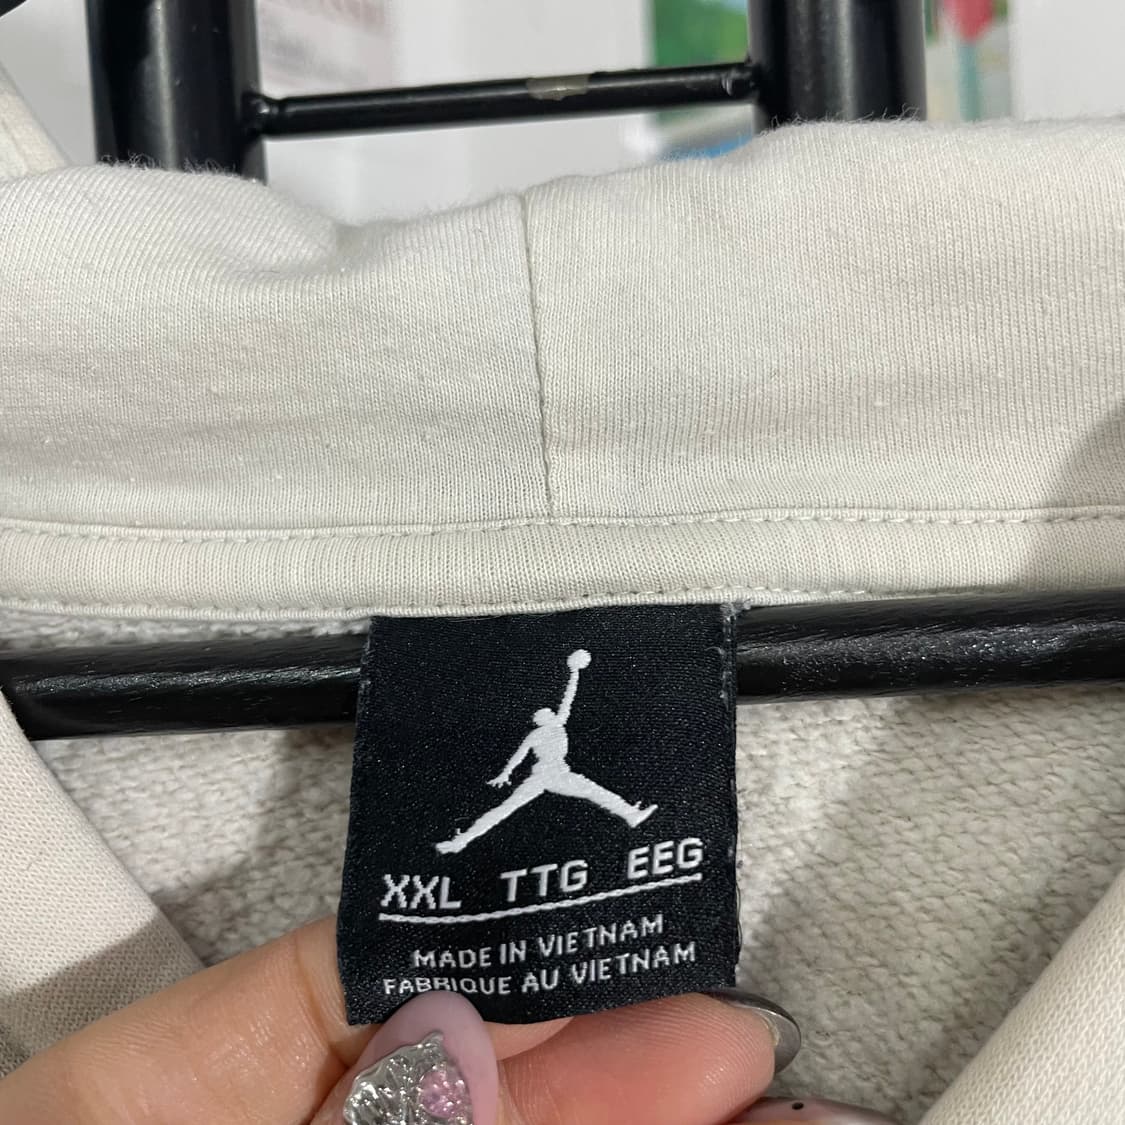 XXL TTG EEG
MADE IN VIETNAM
FABRIQUE AU VIETNAM